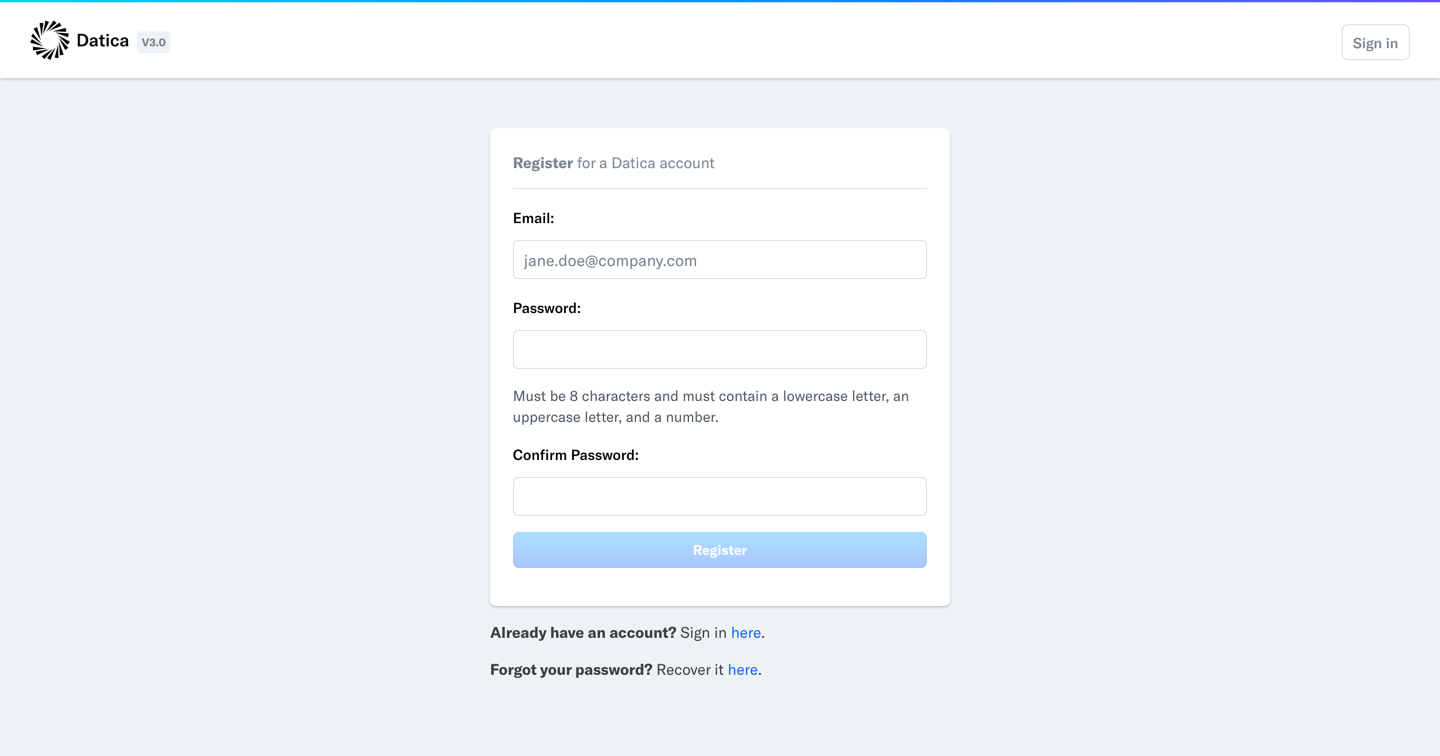 Datica V3.0
Sign in
Register for a Datica account
Email:
jane.doe@company.com
Password:
Must be 8 characters and must contain a lowercase letter, an
uppercase letter, and a number.
Confirm Password:
Register
Already have an account? Sign in here.
Forgot your password? Recover it here.